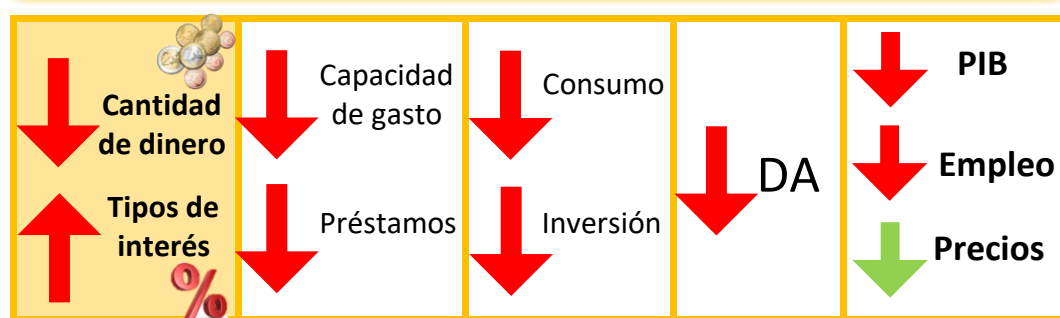 Cantidad
de dinero
Tipos de
interés
%
Capacidad
de gasto
Préstamos
Consumo
Inversión
DA
PIB
Empleo
Precios